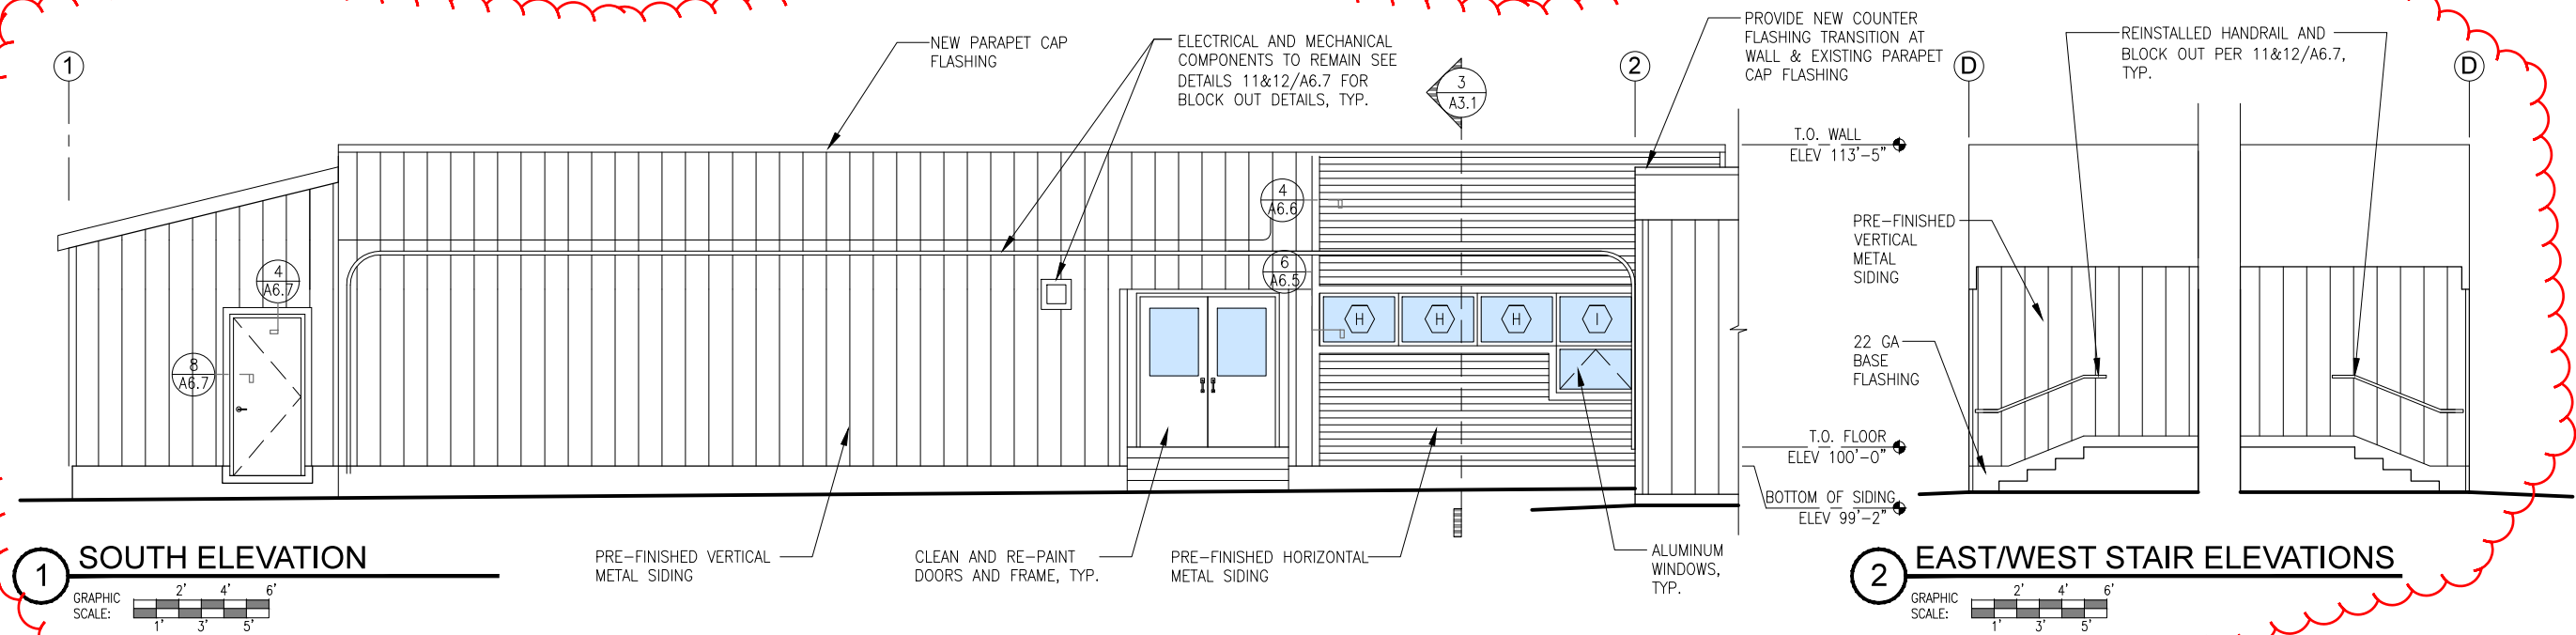 1
NEW PARAPET CAP
FLASHING
ELECTRICAL AND MECHANICAL
COMPONENTS TO REMAIN SEE
DETAILS 11&12/A6.7 FOR
BLOCK OUT DETAILS, TYP.
3
A3.1
2
PROVIDE NEW COUNTER
FLASHING TRANSITION AT
WALL & EXISTING PARAPET
CAP FLASHING
D
REINSTALLED HANDRAIL AND
BLOCK OUT PER 11&12/A6.7,
TYP.
D
T.O. WALL
ELEV 113'-5"
4
A6.6
6
A6.5
4
A6.7
8
A6.7
H
H
H
I
PRE-FINISHED
VERTICAL
METAL
SIDING
22 GA
BASE
FLASHING
T.O. FLOOR
ELEV 100'-0"
BOTTOM OF SIDING
ELEV 99'-2"
PRE-FINISHED VERTICAL
METAL SIDING
CLEAN AND RE-PAINT
DOORS AND FRAME, TYP.
PRE-FINISHED HORIZONTAL
METAL SIDING
ALUMINUM
WINDOWS,
TYP.
1
SOUTH ELEVATION
GRAPHIC
SCALE:
2' 4' 6'
1' 3' 5'
2
EAST/WEST STAIR ELEVATIONS
GRAPHIC
SCALE:
2' 4' 6'
1' 3' 5'